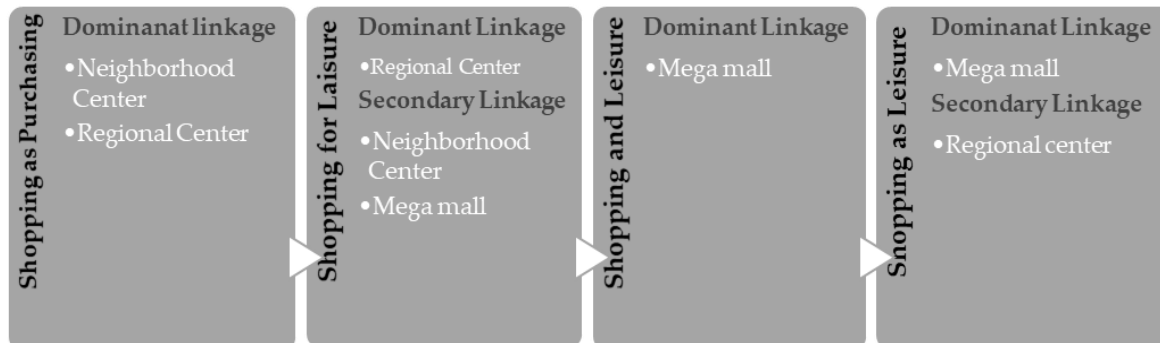 Shopping as Purchasing
Dominanat linkage
•Neighborhood
Center
•Regional Center
Shopping for Laisure
Dominant Linkage
•Regional Center
Secondary Linkage
•Neighborhood
Center
•Mega mall
Shopping and Leisure
Dominant Linkage
•Mega mall
Shopping as Leisure
Dominanat Linkage
•Mega mall
Secondary Linkage
•Regional center